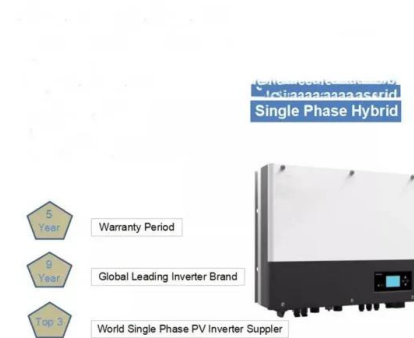 Single Phase Hybrid
5
Year
Warranty Period
9
Year
Global Leading Inverter Brand
Top 3
World Single Phase PV Inverter Suppler